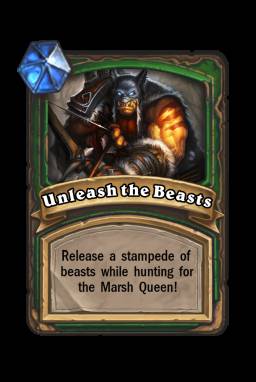 Unleash the Beasts
Release a stampede of
beasts while hunting for
the Marsh Queen!